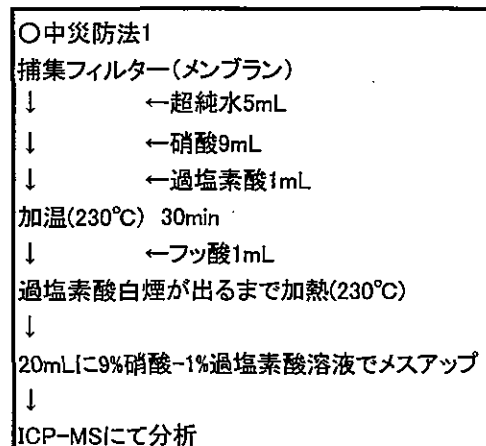 ○中災防法1
捕集フィルター(メンブラン)
↓ ←超純水5mL
↓ ←硝酸9mL
↓ ←過塩素酸1mL
加温(230℃) 30min
↓ ←フッ酸1mL
過塩素酸白煙が出るまで加熱(230℃)
↓
20mLに9%硝酸-1%過塩素酸溶液でメスアップ
↓
ICP-MSにて分析